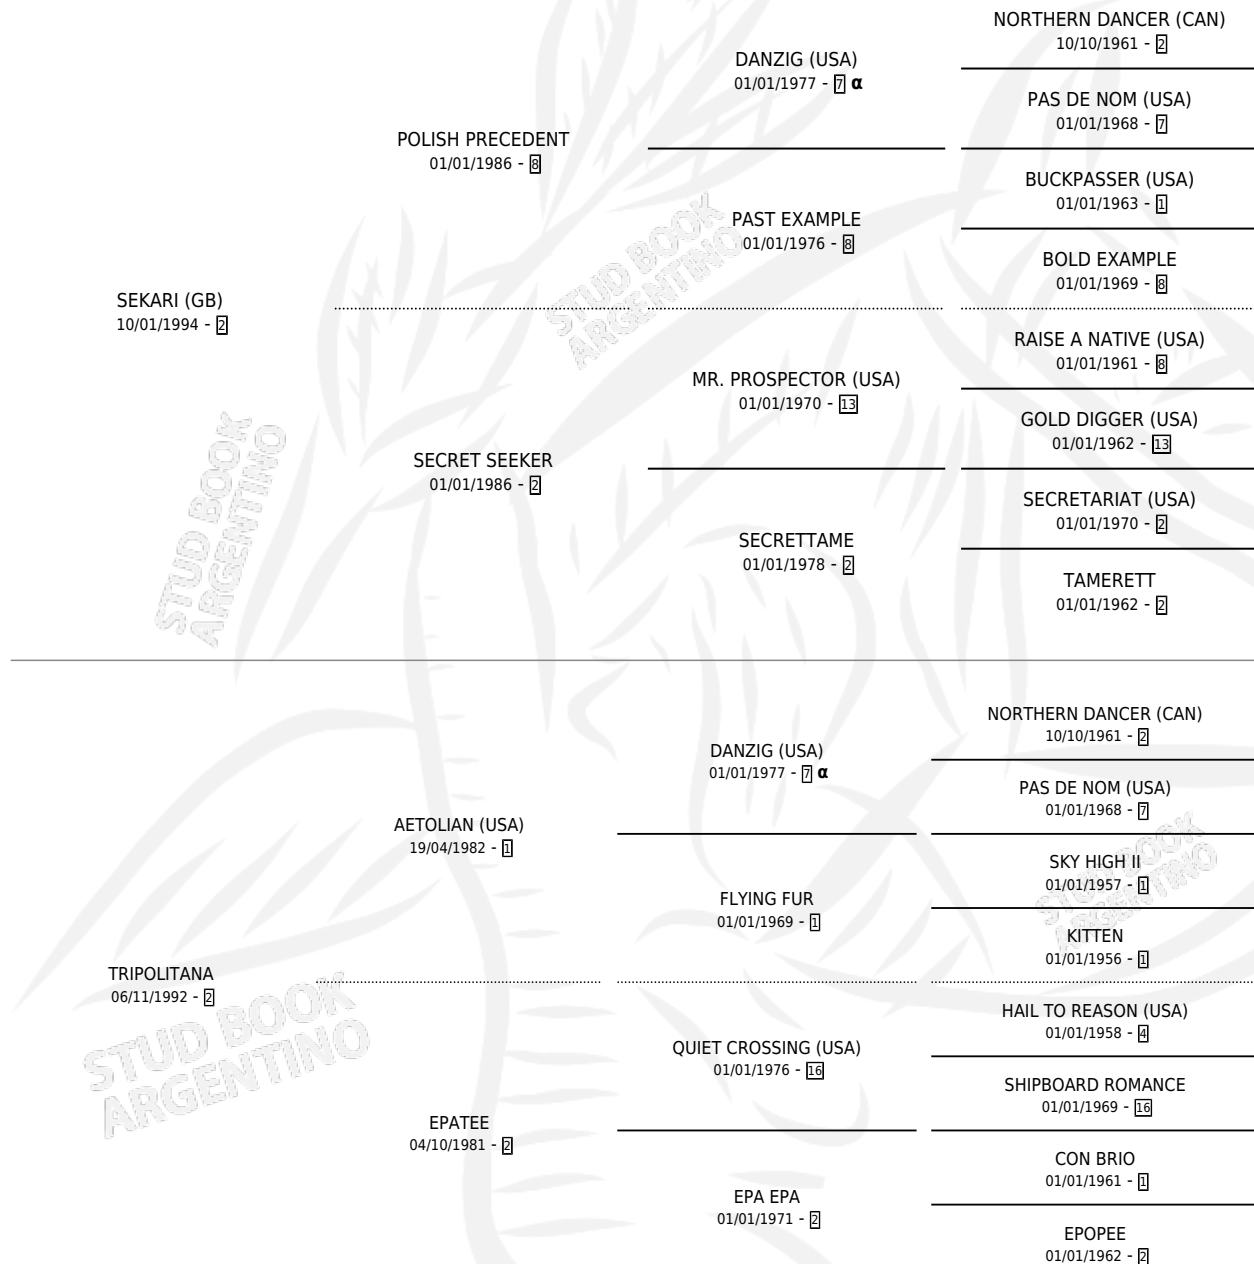 NORTHERN DANCER (CAN)
10/10/1961 - 2
DANZIG (USA)
01/01/1977 - 7 α
PAS DE NOM (USA)
01/01/1968 - 7
POLISH PRECEDENT
01/01/1986 - 8
BUCKPASSER (USA)
01/01/1963 - 1
PAST EXAMPLE
01/01/1976 - 8
BOLD EXAMPLE
01/01/1969 - 8
SEKARI (GB)
10/01/1994 - 2
RAISE A NATIVE (USA)
01/01/1961 - 8
MR. PROSPECTOR (USA)
01/01/1970 - 13
GOLD DIGGER (USA)
01/01/1962 - 13
SECRET SEEKER
01/01/1986 - 2
SECRETARIAT (USA)
01/01/1970 - 2
SECRETTAME
01/01/1978 - 2
TAMERETT
01/01/1962 - 2
STUD BOOK
ARGENTINO
STUD BOOK
ARGENTINO
NORTHERN DANCER (CAN)
10/10/1961 - 2
DANZIG (USA)
01/01/1977 - 7 α
PAS DE NOM (USA)
01/01/1968 - 7
AETOLIAN (USA)
19/04/1982 - 1
SKY HIGH II
01/01/1957 - 1
FLYING FUR
01/01/1969 - 1
KITTEN
01/01/1956 - 1
TRIPOLITANA
06/11/1992 - 2
HAIL TO REASON (USA)
01/01/1958 - 4
QUIET CROSSING (USA)
01/01/1976 - 16
SHIPBOARD ROMANCE
01/01/1969 - 16
EPATEE
04/10/1981 - 2
CON BRIO
01/01/1961 - 1
EPA EPA
01/01/1971 - 2
EPOPEE
01/01/1962 - 2
STUD BOOK
ARGENTINO
STUD BOOK
ARGENTINO